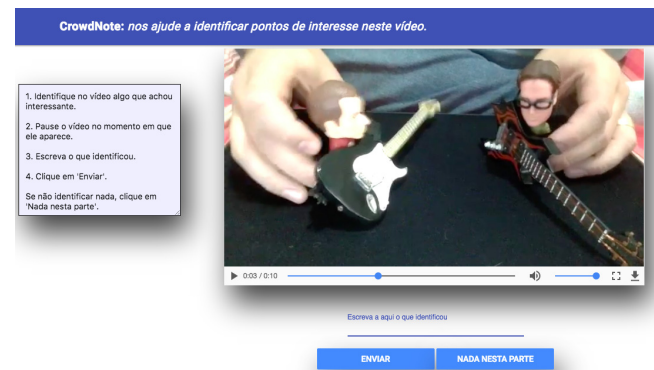 CrowdNote: nos ajude a identificar pontos de interesse neste vídeo.
1. Identifique no vídeo algo que achou
interessante.
2. Pause o vídeo no momento em que
ele aparece.
3. Escreva o que identificou.
4. Clique em 'Enviar'.
Se não identificar nada, clique em
'Nada nesta parte'.
0:03 / 0:10
Escreva a aqui o que identificou
ENVIAR
NADA NESTA PARTE